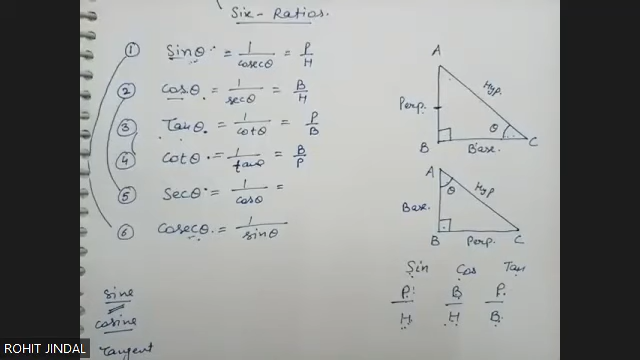 Six-Ratios.
① Sinθ = 1/cosecθ = P/H
② cosθ = 1/secθ = B/H
③ Tanθ = 1/cotθ = P/B
④ cotθ = 1/tanθ = B/P
⑤ Secθ = 1/cosθ =
⑥ cosecθ = 1/sinθ
sine
cosine
Tangent
A
Perp.
Hyp.
θ
B
Base.
C
A
θ
Base.
Hyp
B
Perp.
C
Sin Cos Tan
P B P
H H B
ROHIT JINDAL